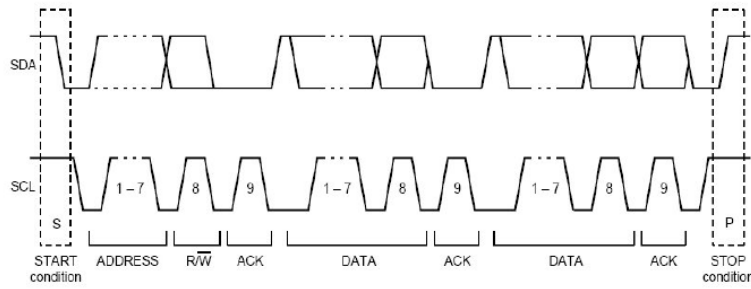 SDA
SCL
1 – 7
8
9
1 – 7
8
9
1 – 7
8
9
S
P
START
condition
ADDRESS
R/W̅
ACK
DATA
ACK
DATA
ACK
STOP
condition